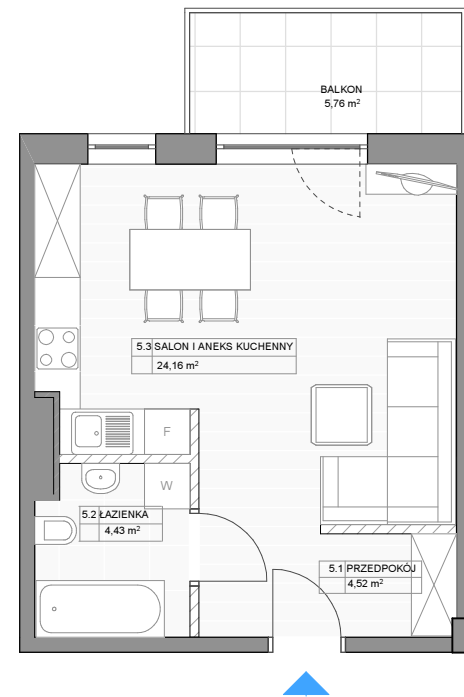 BALKON
5,76 m²
5.3 SALON I ANEKS KUCHENNY
24,16 m²
F
W
5.2 ŁAZIENKA
4,43 m²
5.1 PRZEDPOKÓJ
4,52 m²